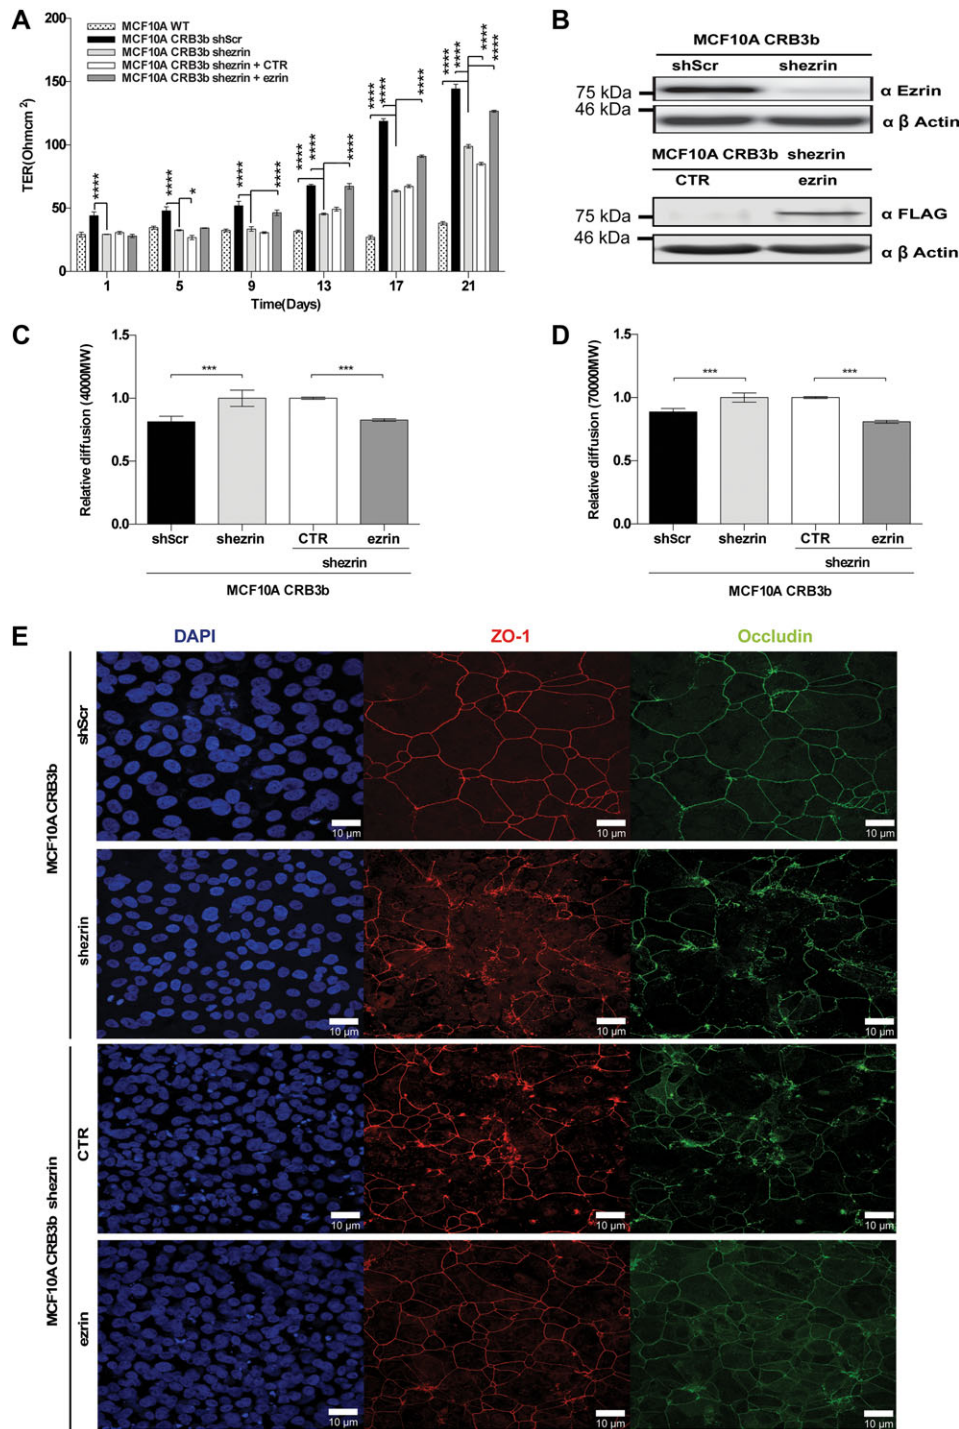 A
MCF10A WT
MCF10A CRB3b shScr
MCF10A CRB3b shezrin
MCF10A CRB3b shezrin + CTR
MCF10A CRB3b shezrin + ezrin
TER(Ohmcm 2)
200
150
100
50
0
**** **** * **** **** **** **** **** **** **** **** **** **** **** ****
1 5 9 13 17 21
Time(Days)
B
MCF10A CRB3b
shScr shezrin
75 kDa α Ezrin
46 kDa
α β Actin
MCF10A CRB3b shezrin
CTR ezrin
75 kDa α FLAG
46 kDa
α β Actin
C
Relative diffusion (4000MW)
1.5
1.0
0.5
0.0
*** ***
shScr shezrin CTR ezrin
shezrin
MCF10A CRB3b
D
Relative diffusion (70000MW)
1.5
1.0
0.5
0.0
*** ***
shScr shezrin CTR ezrin
shezrin
MCF10A CRB3b
E
DAPI ZO-1 Occludin
MCF10A CRB3b
shScr
10 µm 10 µm 10 µm
shezrin
10 µm 10 µm 10 µm
MCF10A CRB3b shezrin
CTR
10 µm 10 µm 10 µm
ezrin
10 µm 10 µm 10 µm